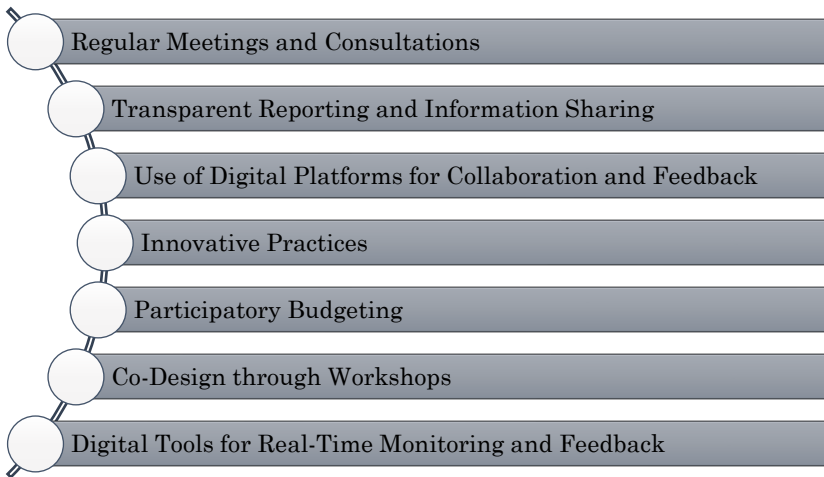 Regular Meetings and Consultations
Transparent Reporting and Information Sharing
Use of Digital Platforms for Collaboration and Feedback
Innovative Practices
Participatory Budgeting
Co-Design through Workshops
Digital Tools for Real-Time Monitoring and Feedback